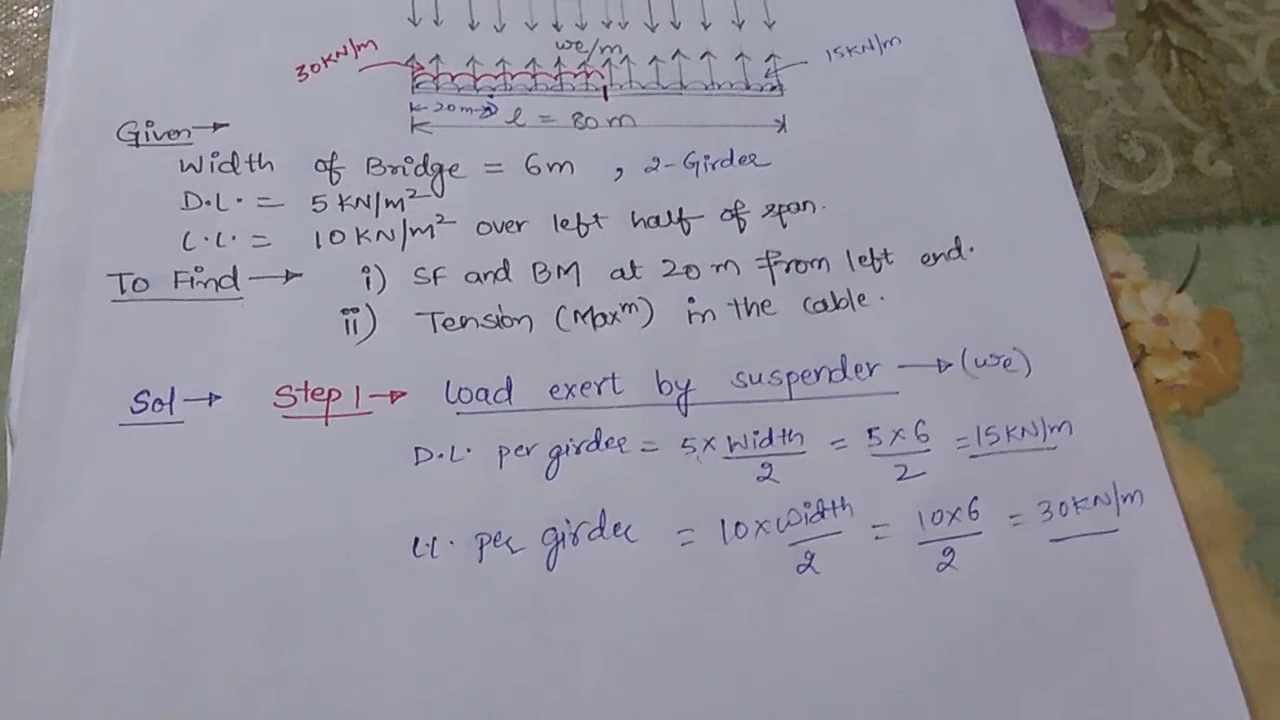 we/m
30KN/m
15KN/m
20m
l = 80m
Given →
Width of Bridge = 6m , 2-Girder
D.L. = 5 KN/m²
L.L. = 10 KN/m² over left half of span.
To Find → i) SF and BM at 20 m from left end.
ii) Tension (Maxᵐ) in the cable.
Sol → Step 1 → Load exert by suspender → (we)
D.L. per girder = 5 x Width/2 = 5x6/2 = 15KN/m
L.L. per girder = 10 x Width/2 = 10x6/2 = 30KN/m